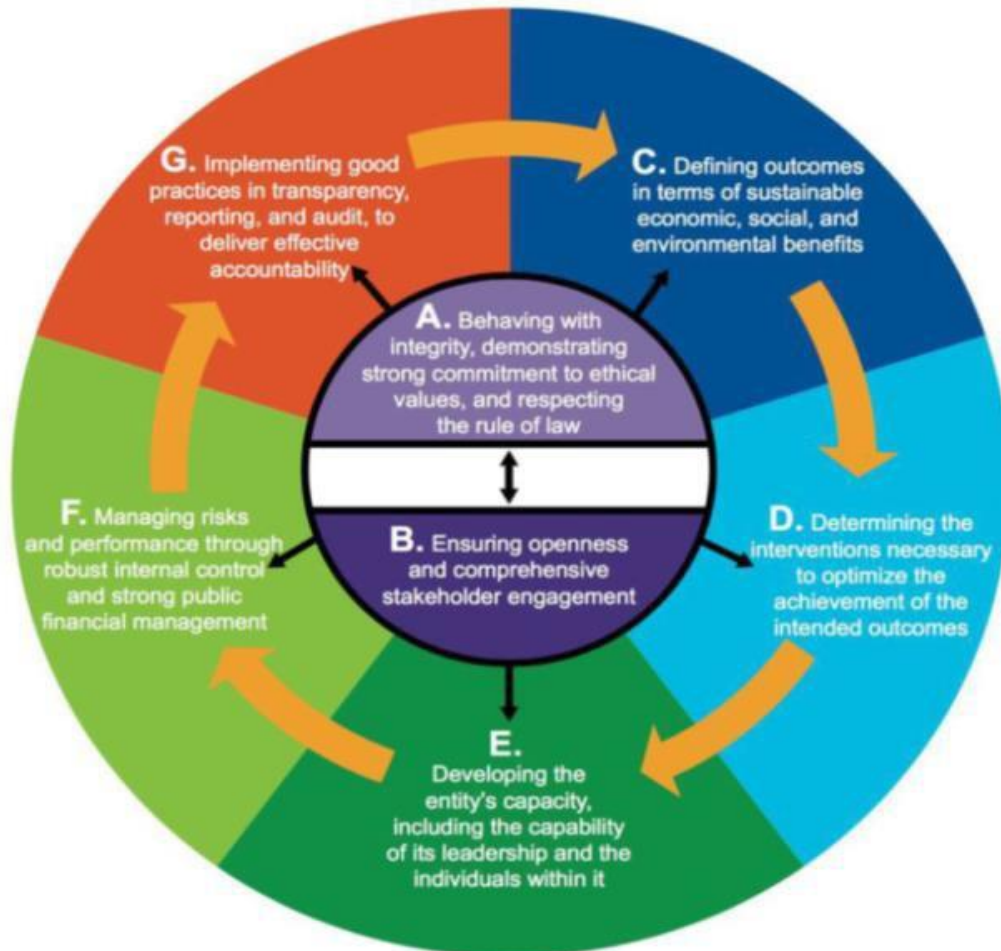 G. Implementing good
practices in transparency,
reporting, and audit, to
deliver effective
accountability
C. Defining outcomes
in terms of sustainable
economic, social, and
environmental benefits
A. Behaving with
integrity, demonstrating
strong commitment to ethical
values, and respecting
the rule of law
B. Ensuring openness
and comprehensive
stakeholder engagement
D. Determining the
interventions necessary
to optimize the
achievement of the
intended outcomes
E.
Developing the
entity's capacity,
including the capability
of its leadership and the
individuals within it
F. Managing risks
and performance through
robust internal control
and strong public
financial management